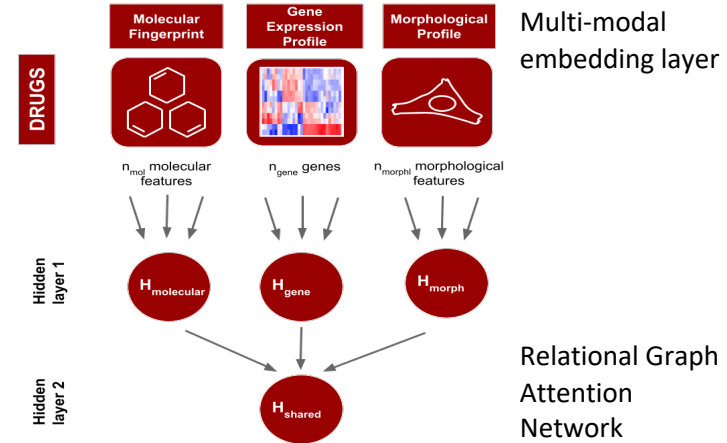 Molecular
Fingerprint
Gene
Expression
Profile
Morphological
Profile
Multi-modal
embedding layer
DRUGS
n_mol molecular
features
n_gene genes
n_morphl morphological
features
Hidden
layer 1
H_molecular
H_gene
H_morph
Relational Graph
Attention
Network
Hidden
layer 2
H_shared